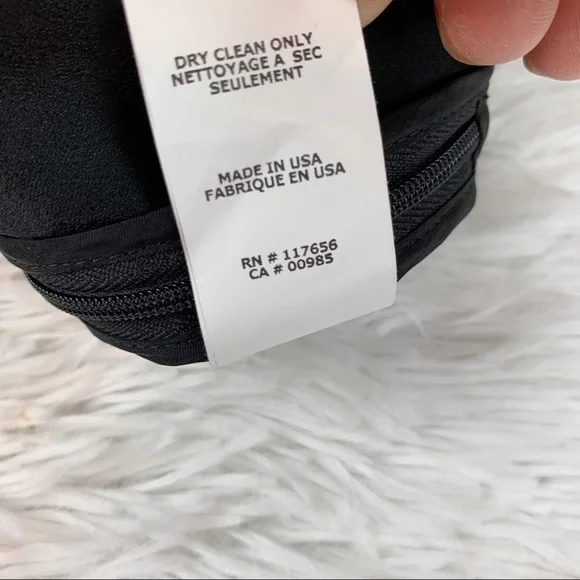 DRY CLEAN ONLY
NETTOYAGE A SEC
SEULEMENT
MADE IN USA
FABRIQUE EN USA
RN # 117656
CA # 00985